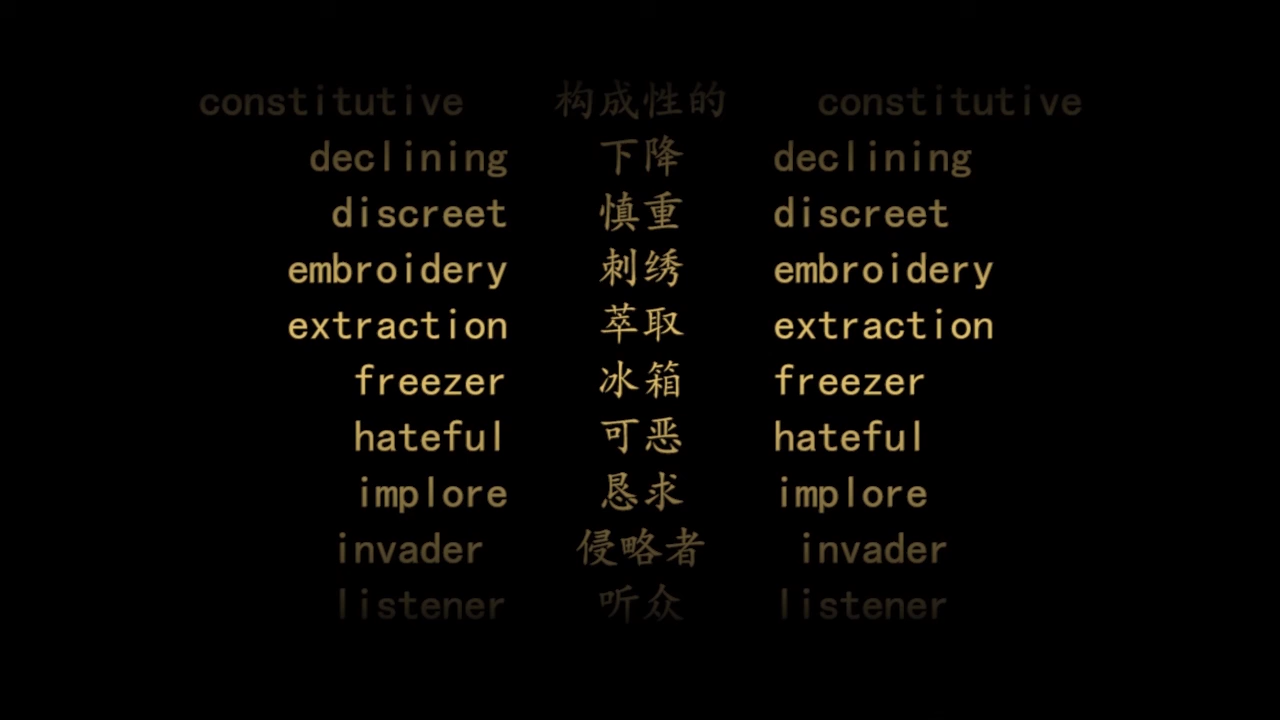 constitutive 构成性的 constitutive
declining 下降 declining
discreet 慎重 discreet
embroidery 刺绣 embroidery
extraction 萃取 extraction
freezer 冰箱 freezer
hateful 可恶 hateful
implore 恳求 implore
invader 侵略者 invader
listener 听众 listener